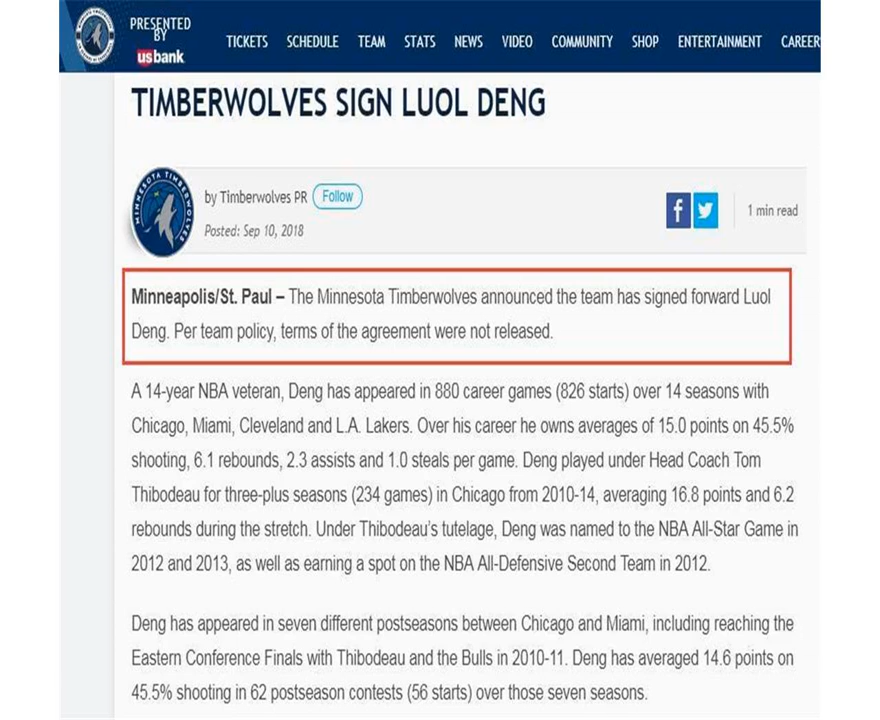 PRESENTED
BY
usbank
TICKETS SCHEDULE TEAM STATS NEWS VIDEO COMMUNITY SHOP ENTERTAINMENT CAREER
TIMBERWOLVES SIGN LUOL DENG
MINNESOTA TIMBERWOLVES
by Timberwolves PR Follow
Posted: Sep 10, 2018
1 min read
Minneapolis/St. Paul – The Minnesota Timberwolves announced the team has signed forward Luol
Deng. Per team policy, terms of the agreement were not released.
A 14-year NBA veteran, Deng has appeared in 880 career games (826 starts) over 14 seasons with
Chicago, Miami, Cleveland and L.A. Lakers. Over his career he owns averages of 15.0 points on 45.5%
shooting, 6.1 rebounds, 2.3 assists and 1.0 steals per game. Deng played under Head Coach Tom
Thibodeau for three-plus seasons (234 games) in Chicago from 2010-14, averaging 16.8 points and 6.2
rebounds during the stretch. Under Thibodeau's tutelage, Deng was named to the NBA All-Star Game in
2012 and 2013, as well as earning a spot on the NBA All-Defensive Second Team in 2012.
Deng has appeared in seven different postseasons between Chicago and Miami, including reaching the
Eastern Conference Finals with Thibodeau and the Bulls in 2010-11. Deng has averaged 14.6 points on
45.5% shooting in 62 postseason contests (56 starts) over those seven seasons.